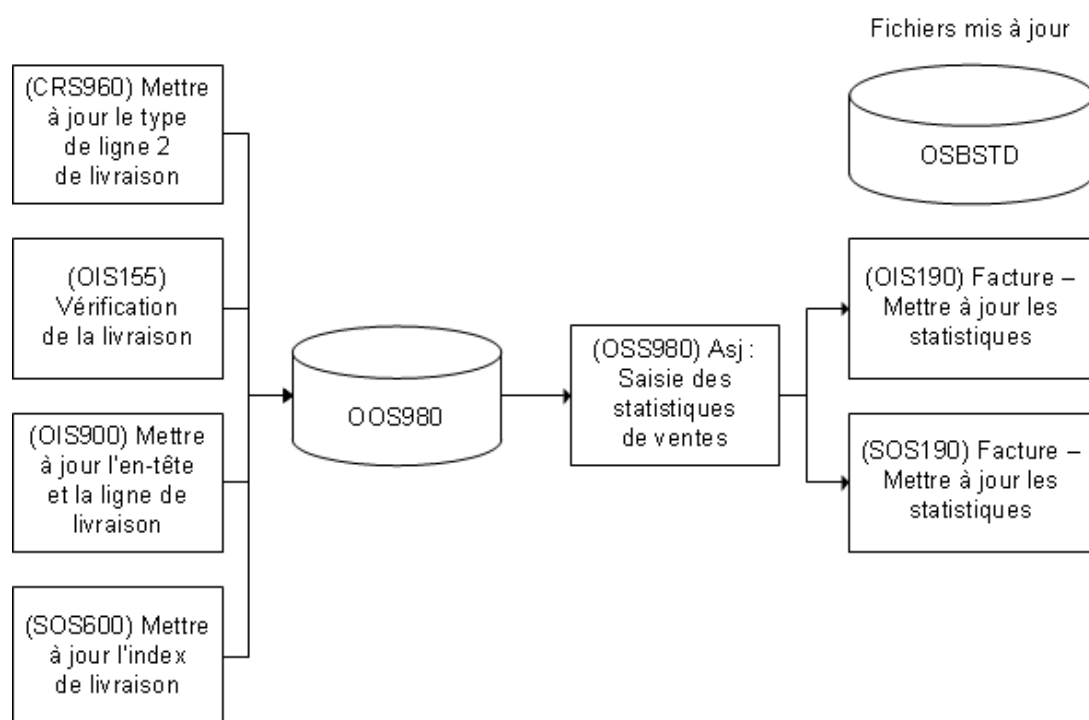 Fichiers mis à jour
(CRS960) Mettre
à jour le type
de ligne 2
de livraison
OSBSTD
(OIS155)
Vérification
de la livraison
(OIS190) Facture –
Mettre à jour les
statistiques
OOS980
(OSS980) Asj :
Saisie des
statistiques
de ventes
(OIS900) Mettre
à jour l'en-tête
et la ligne de
livraison
(SOS190) Facture –
Mettre à jour les
statistiques
(SOS600) Mettre
à jour l'index
de livraison